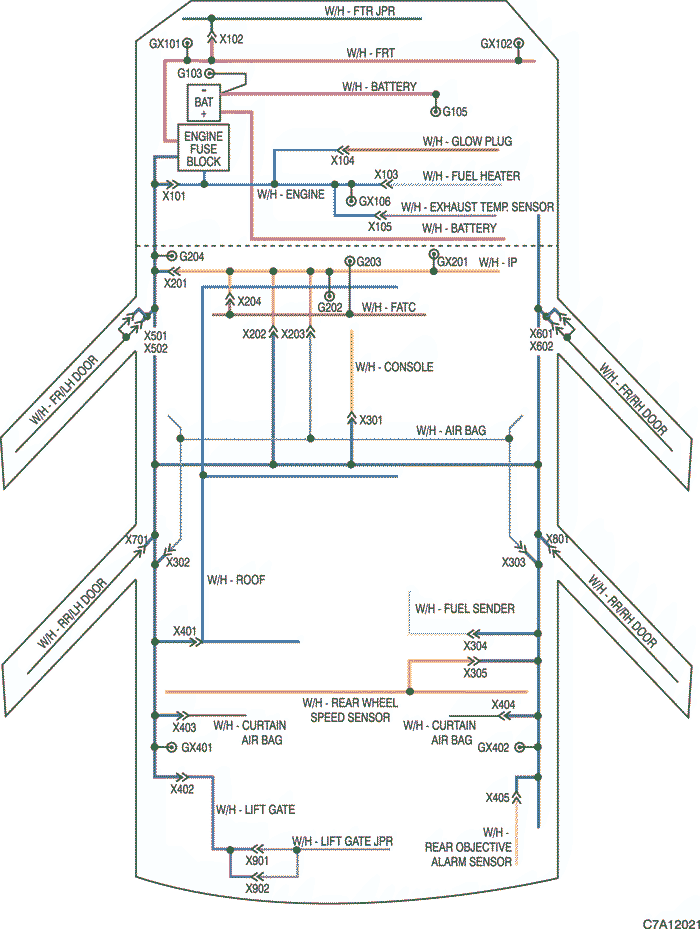 W/H - FTR JPR
X102
GX101
GX102
W/H - FRT
G103
-
BAT
+
W/H - BATTERY
G105
ENGINE
FUSE
BLOCK
W/H - GLOW PLUG
X104
X103
W/H - FUEL HEATER
X101
W/H - ENGINE
GX106
W/H - EXHAUST TEMP. SENSOR
X105
W/H - BATTERY
G204
G203
GX201
W/H - IP
X201
X204
G202
W/H - FATC
X202
X203
X501
X502
X601
X602
W/H - FR/LH DOOR
W/H - FR/RH DOOR
W/H - CONSOLE
X301
W/H - AIR BAG
X701
X302
X303
X801
W/H - RR/LH DOOR
W/H - RR/RH DOOR
W/H - ROOF
W/H - FUEL SENDER
X401
X304
X305
W/H - REAR WHEEL
SPEED SENSOR
X404
X403
W/H - CURTAIN
AIR BAG
W/H - CURTAIN
AIR BAG
GX401
GX402
X402
X405
W/H - LIFT GATE
W/H -
REAR OBJECTIVE
ALARM SENSOR
W/H - LIFT GATE JPR
X901
X902
C7A12021